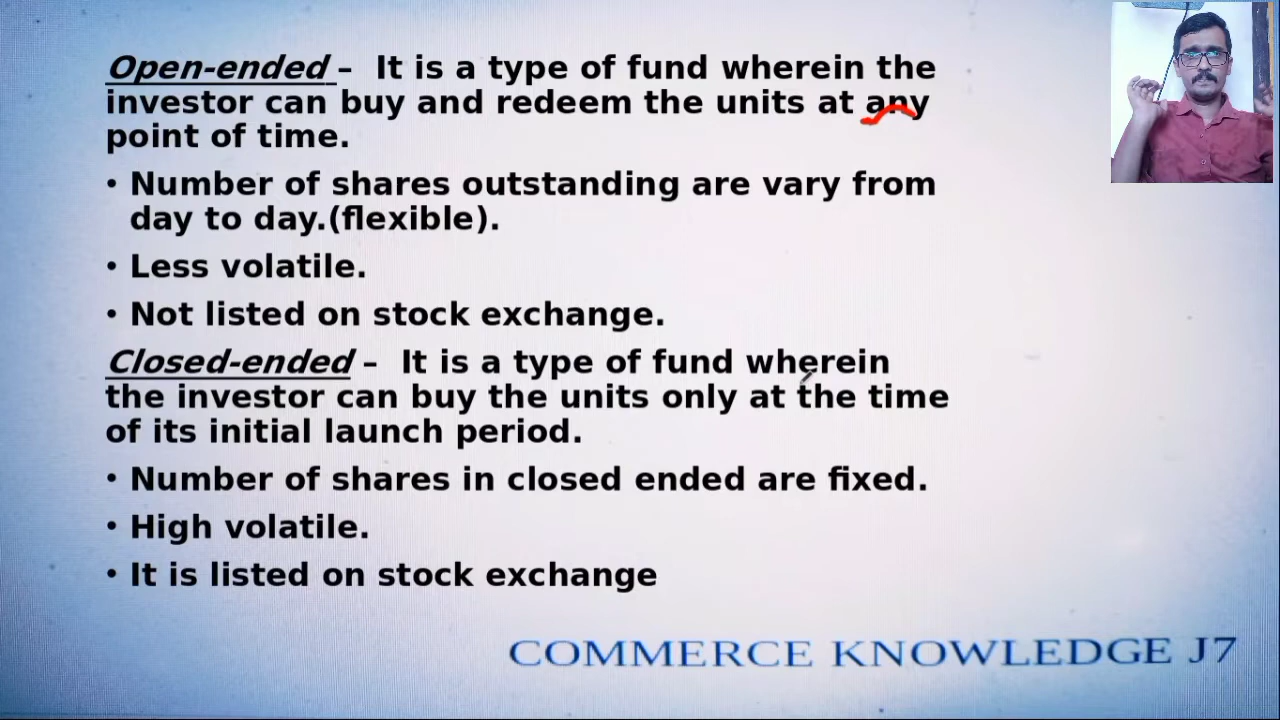 Open-ended – It is a type of fund wherein the
investor can buy and redeem the units at any
point of time.
• Number of shares outstanding are vary from
day to day.(flexible).
• Less volatile.
• Not listed on stock exchange.
Closed-ended – It is a type of fund wherein
the investor can buy the units only at the time
of its initial launch period.
• Number of shares in closed ended are fixed.
• High volatile.
• It is listed on stock exchange
COMMERCE KNOWLEDGE J7